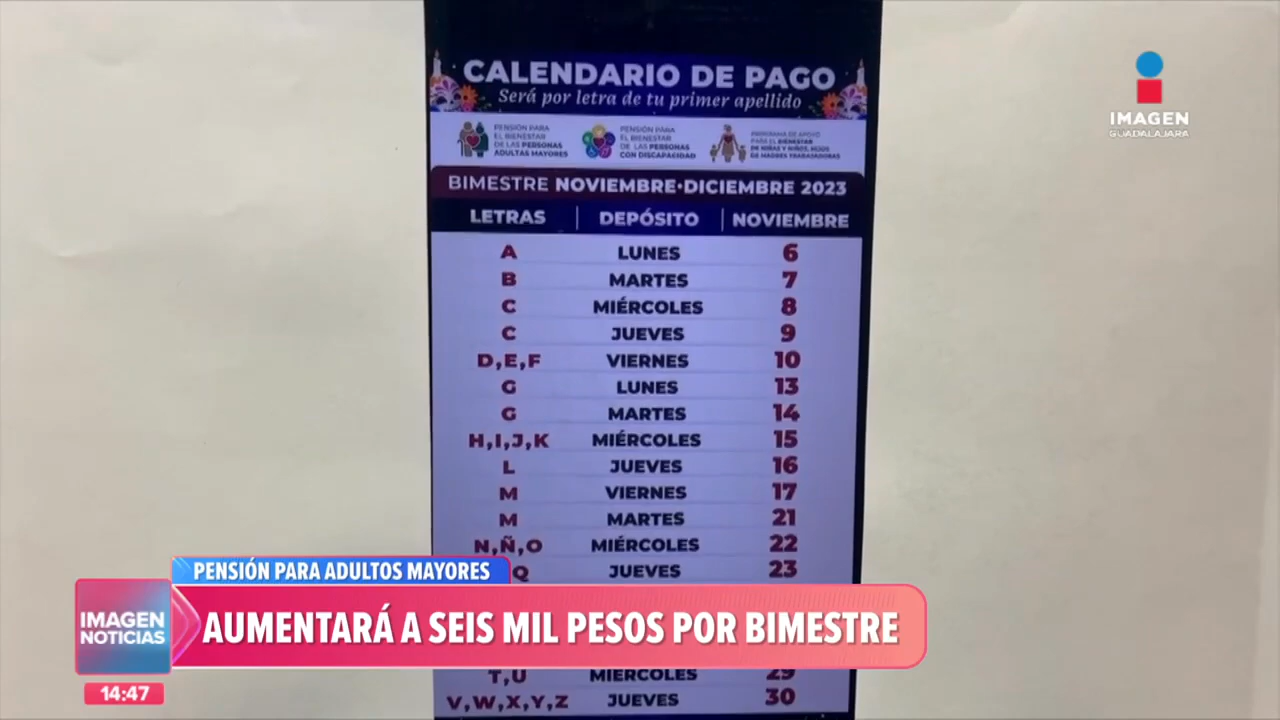 CALENDARIO DE PAGO
Será por letra de tu primer apellido
PENSIÓN PARA
EL BIENESTAR
DE LAS PERSONAS
ADULTAS MAYORES
PENSIÓN PARA
EL BIENESTAR
DE LAS PERSONAS
CON DISCAPACIDAD
PROGRAMA DE APOYO
PARA EL BIENESTAR
DE NIÑAS Y NIÑOS, HIJOS
DE MADRES TRABAJADORAS
BIMESTRE NOVIEMBRE•DICIEMBRE 2023
LETRAS DEPÓSITO NOVIEMBRE
A LUNES 6
B MARTES 7
C MIÉRCOLES 8
C JUEVES 9
D,E,F VIERNES 10
G LUNES 13
G MARTES 14
H,I,J,K MIÉRCOLES 15
L JUEVES 16
M VIERNES 17
M MARTES 21
N,Ñ,O MIÉRCOLES 22
Q JUEVES 23
T,U MIÉRCOLES 29
V,W,X,Y,Z JUEVES 30
IMAGEN
GUADALAJARA
PENSIÓN PARA ADULTOS MAYORES
IMAGEN
NOTICIAS
AUMENTARÁ A SEIS MIL PESOS POR BIMESTRE
14:47